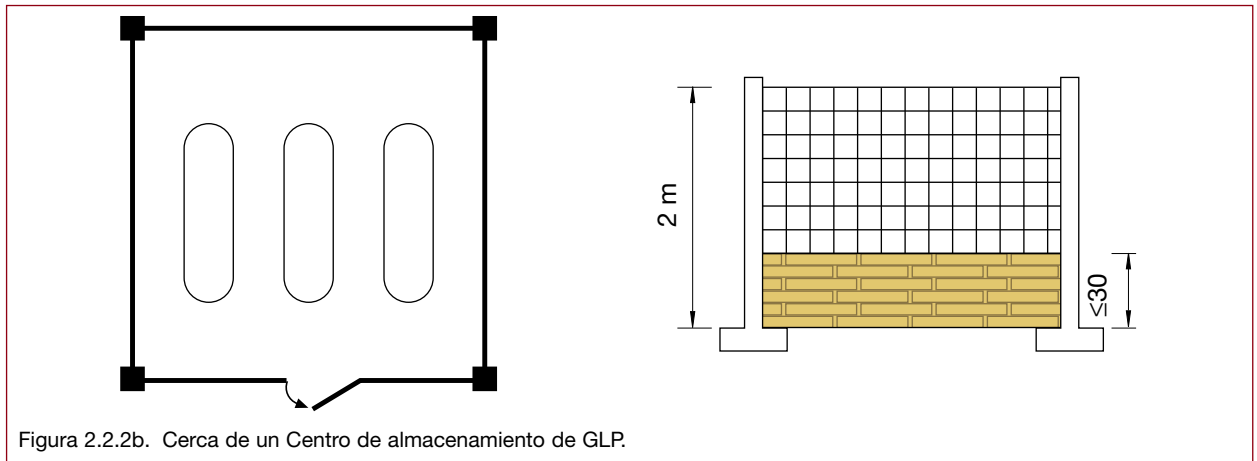 2 m
≤30
Figura 2.2.2b. Cerca de un Centro de almacenamiento de GLP.